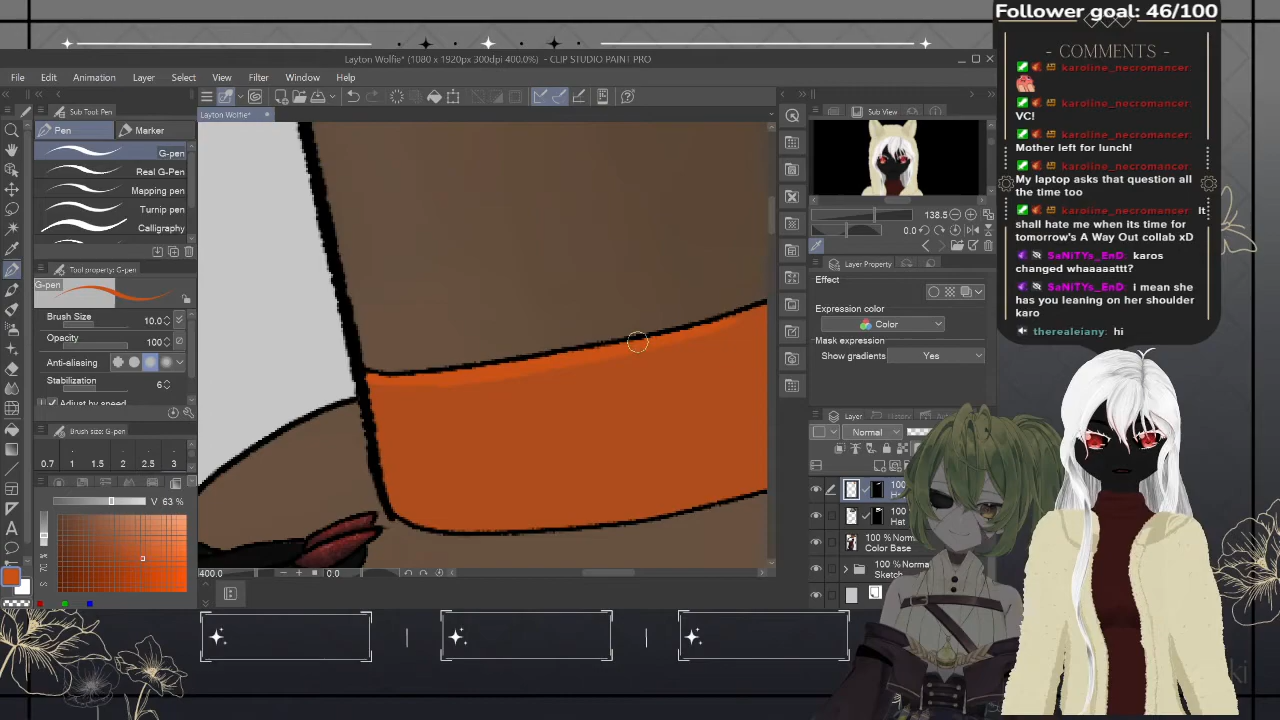 Follower goal: 46/100
- COMMENTS -
karoline_necromancer:
karoline_necromancer:
VC!
karoline_necromancer:
Mother left for lunch!
karoline_necromancer:
My laptop asks that question all
the time too
karoline_necromancer: It
shall hate me when its time for
tomorrow's A Way Out collab xD
SaNiTYs_EnD: karos
changed whaaaaattt?
SaNiTYs_EnD: i mean she
has you leaning on her shoulder
karo
therealeiany: hi
Layton Wolfie* (1080 x 1920px 300dpi 400.0%) - CLIP STUDIO PAINT PRO
File Edit Animation Layer Select View Filter Window Help
Sub Tool: Pen
Layton Wolfie*
Pen Marker
G-pen
Real G-Pen
Mapping pen
Turnip pen
Calligraphy
Tool property: G-pen
G-pen
Brush Size 10.0
Opacity 100
Anti-aliasing
Stabilization 6
Adjust by speed
Brush size: G-pen
0.7 1 1.5 2 2.5 3
V 63 %
H
S
400.0 0.0
Sub View
138.5
0.0
Layer Property
Effect
Expression color
Color
Mask expression
Show gradients Yes
Layer History
Normal
100
100
Hat
100 % Norm
Color Base
100 % Norm
Sketch